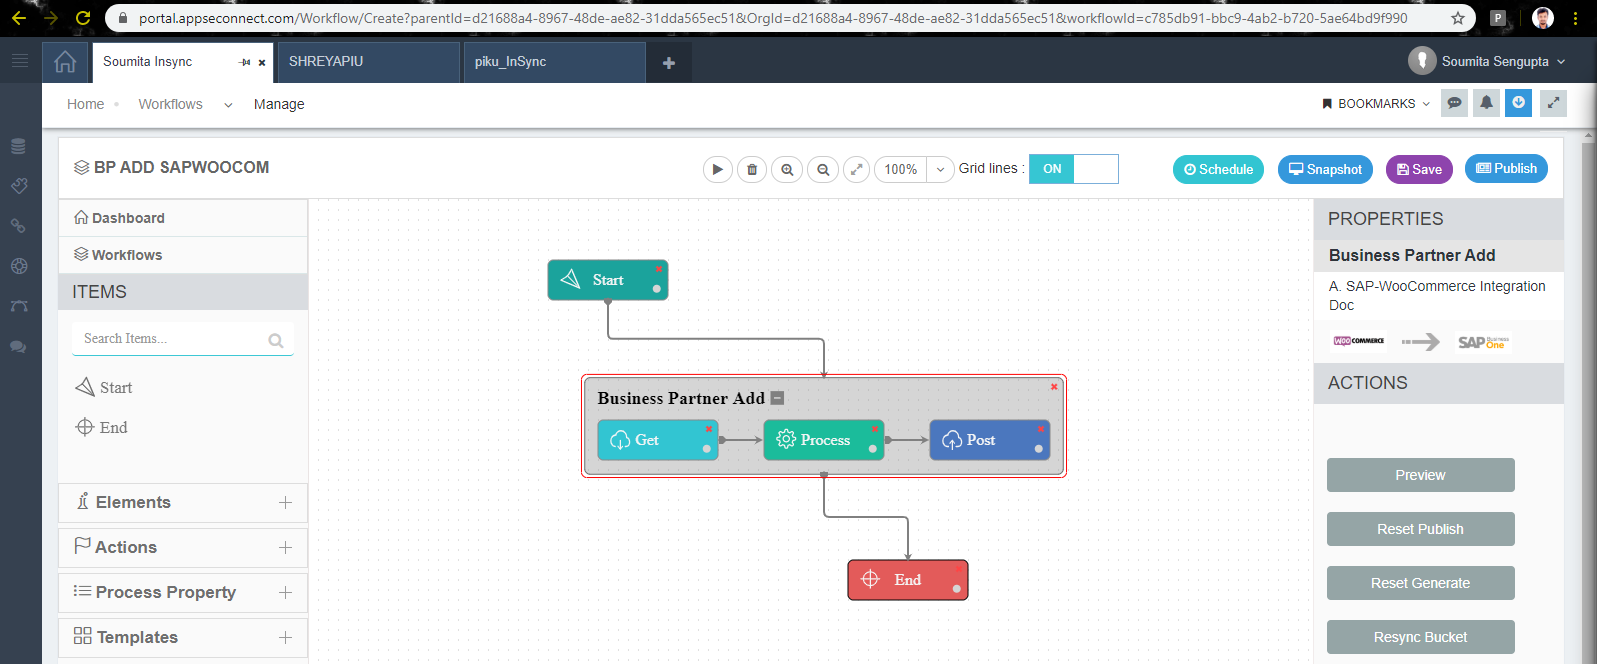 portal.appseconnect.com/Workflow/Create?parentId=d21688a4-8967-48de-ae82-31dda565ec51&OrgId=d21688a4-8967-48de-ae82-31dda565ec51&workflowId=c785db91-bbc9-4ab2-b720-5ae64bd9f990
P
Soumita Insync
SHREYAPIU
piku_InSync
Soumita Sengupta
Home Workflows Manage
BOOKMARKS
BP ADD SAPWOOCOM
100%
Grid lines :
ON
Schedule
Snapshot
Save
Publish
Dashboard
Workflows
ITEMS
Search Items...
Start
End
Elements
Actions
Process Property
Templates
Start
Business Partner Add
Get
Process
Post
End
PROPERTIES
Business Partner Add
A. SAP-WooCommerce Integration
Doc
WOO COMMERCE
SAP Business One
ACTIONS
Preview
Reset Publish
Reset Generate
Resync Bucket